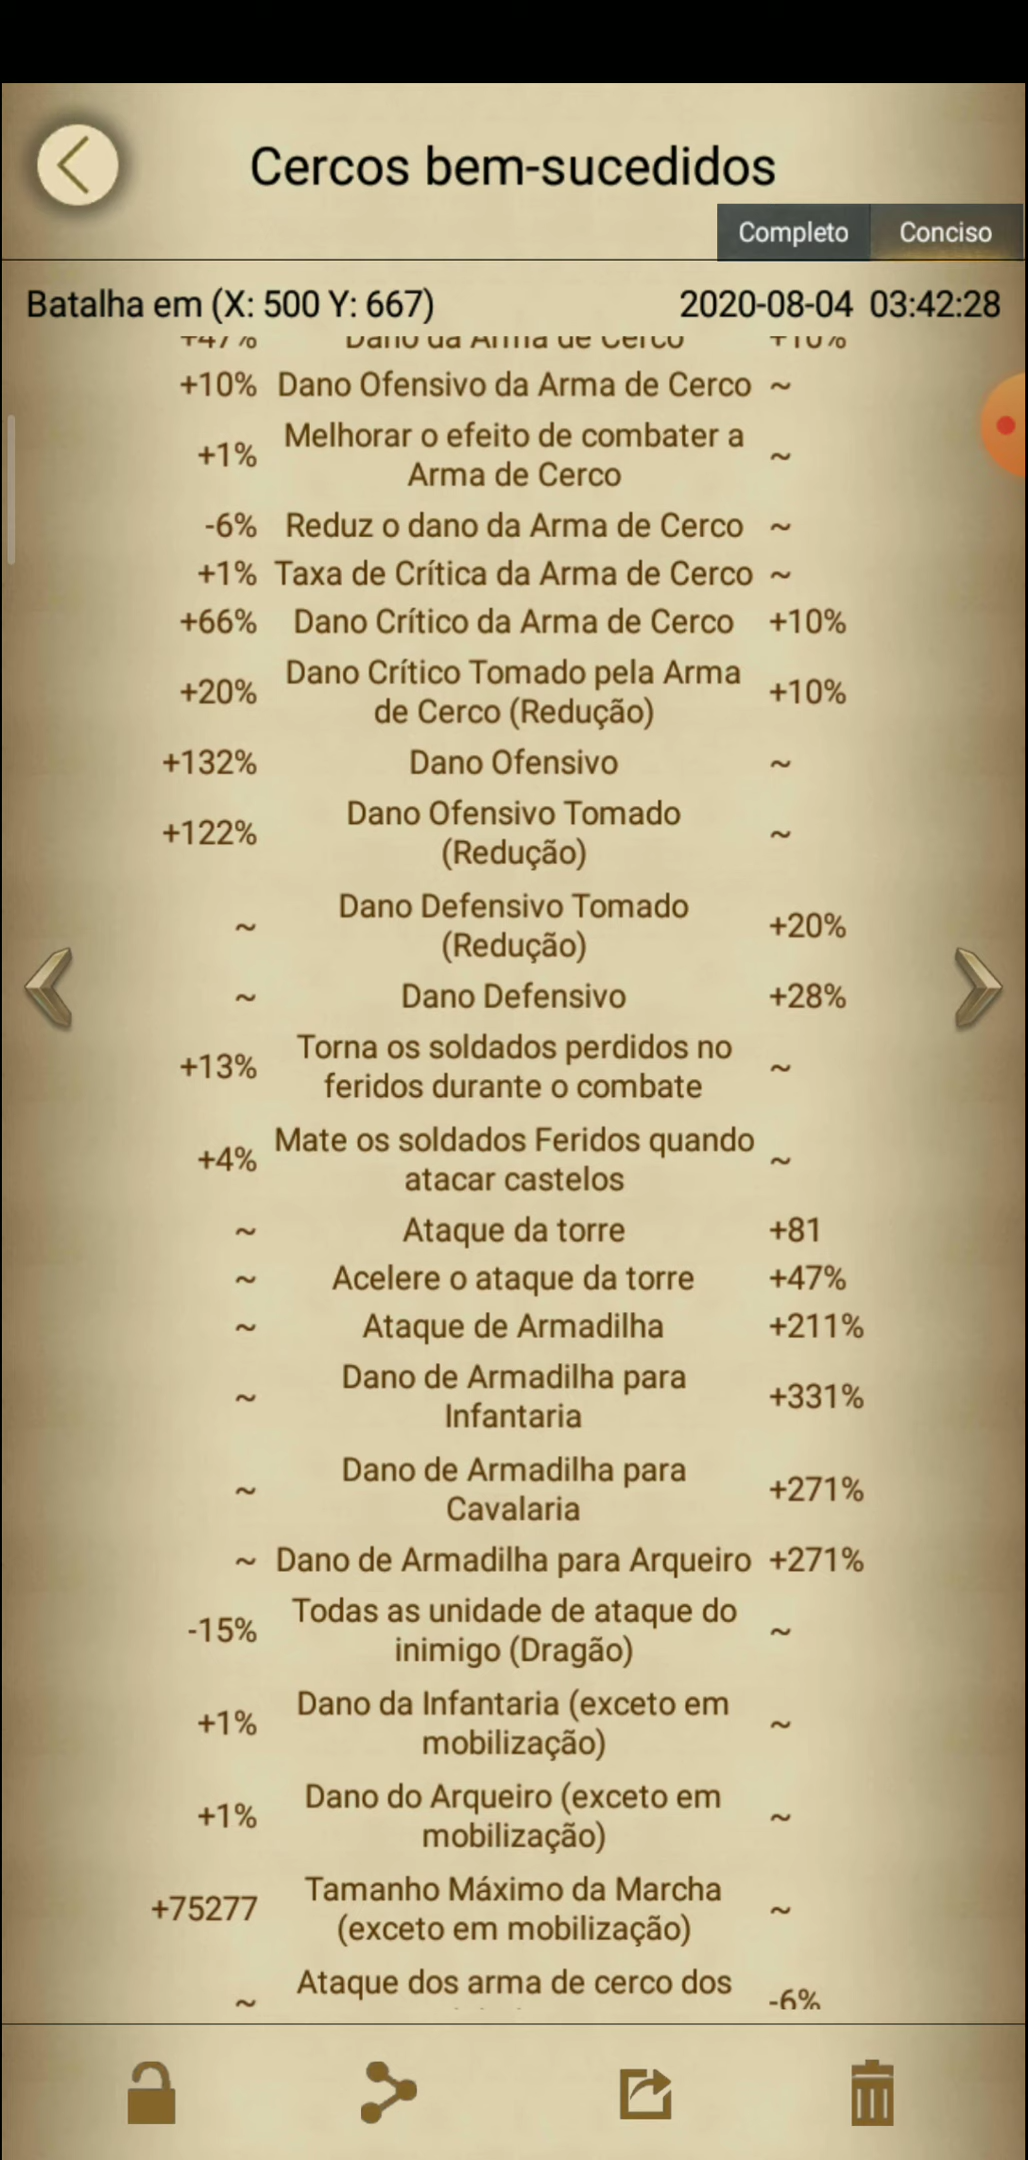 Cercos bem-sucedidos
Completo Conciso
Batalha em (X: 500 Y: 667) 2020-08-04 03:42:28
+47% Dano da Arma de Cerco +10%
+10% Dano Ofensivo da Arma de Cerco ~
Melhorar o efeito de combater a
+1% ~
Arma de Cerco
-6% Reduz o dano da Arma de Cerco ~
+1% Taxa de Crítica da Arma de Cerco ~
+66% Dano Crítico da Arma de Cerco +10%
Dano Crítico Tomado pela Arma
+20% +10%
de Cerco (Redução)
+132% Dano Ofensivo ~
Dano Ofensivo Tomado
+122% ~
(Redução)
Dano Defensivo Tomado
~ +20%
(Redução)
~ Dano Defensivo +28%
Torna os soldados perdidos no
+13% ~
feridos durante o combate
Mate os soldados Feridos quando
+4% ~
atacar castelos
~ Ataque da torre +81
~ Acelere o ataque da torre +47%
~ Ataque de Armadilha +211%
Dano de Armadilha para
~ +331%
Infantaria
Dano de Armadilha para
~ +271%
Cavalaria
~ Dano de Armadilha para Arqueiro +271%
Todas as unidade de ataque do
-15% ~
inimigo (Dragão)
Dano da Infantaria (exceto em
+1% ~
mobilização)
Dano do Arqueiro (exceto em
+1% ~
mobilização)
Tamanho Máximo da Marcha
+75277 ~
(exceto em mobilização)
Ataque dos arma de cerco dos
~ -6%